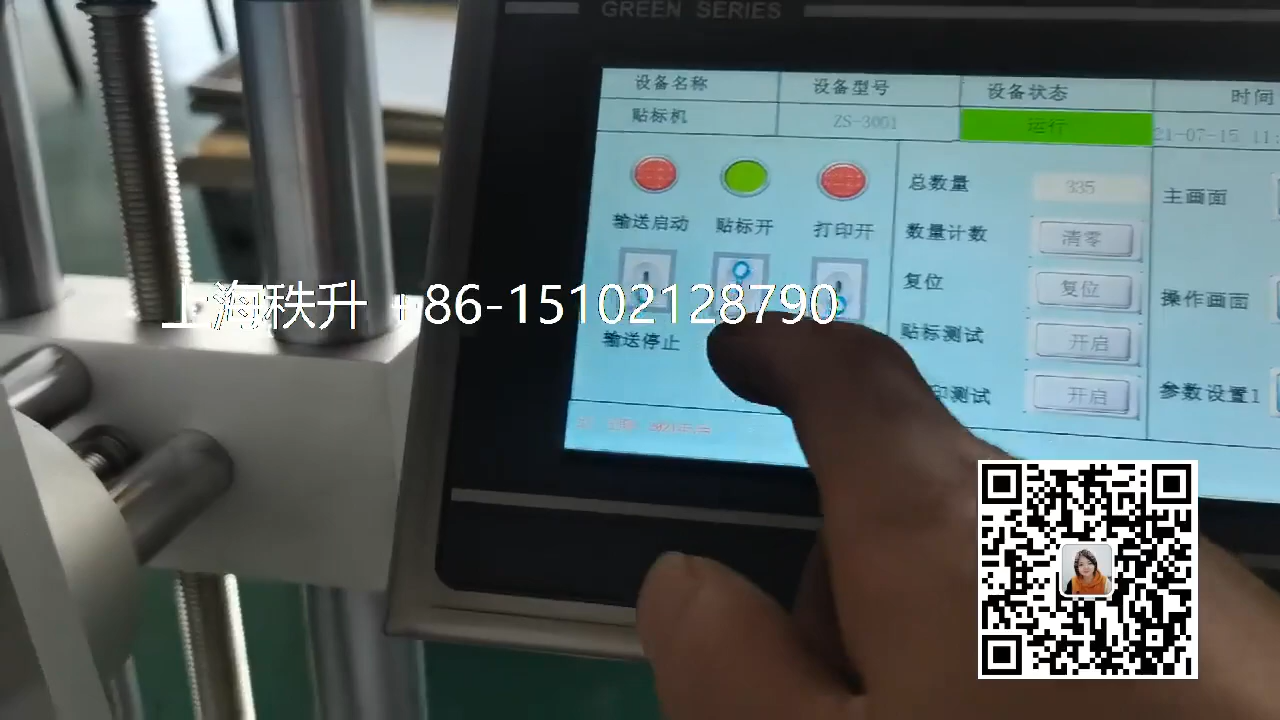 GREEN SERIES
设备名称 设备型号 设备状态 时间
贴标机 ZS-3001 运行 21-07-15 11:
总数量 335 主画面
输送启动 贴标开 打印开 数量计数 清零
复位 复位 操作画面
上海秩升 +86-15102128790
输送停止 贴标测试 开启
印测试 开启 参数设置1